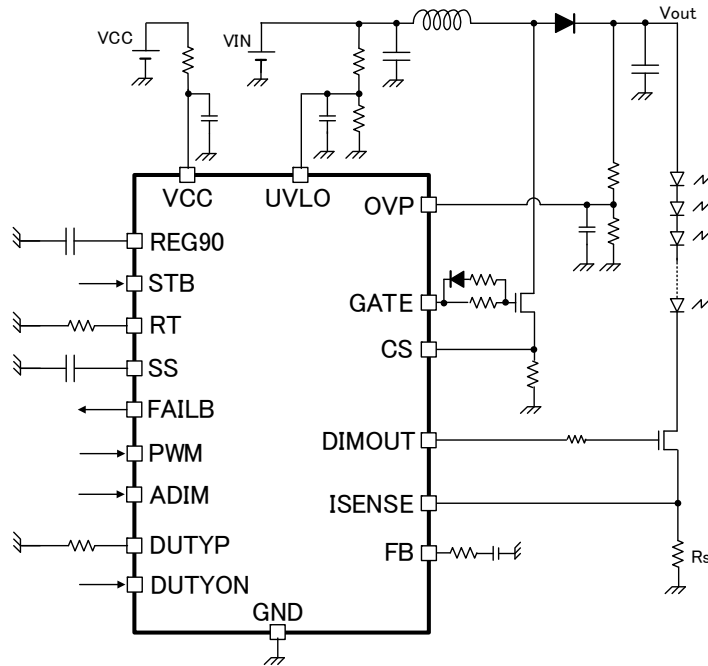 VCC
VIN
Vout
VCC
UVLO
OVP
REG90
STB
GATE
RT
CS
SS
FAILB
DIMOUT
PWM
ADIM
ISENSE
DUTYP
FB
Rs
DUTYON
GND